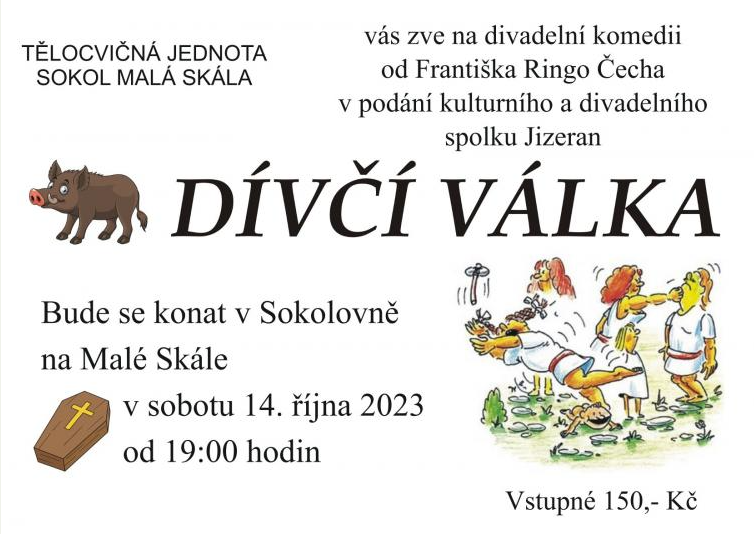 TĚLOCVIČNÁ JEDNOTA
SOKOL MALÁ SKÁLA
vás zve na divadelní komedii
od Františka Ringo Čecha
v podání kulturního a divadelního
spolku Jizeran
DÍVČÍ VÁLKA
Bude se konat v Sokolovně
na Malé Skále
v sobotu 14. října 2023
od 19:00 hodin
Vstupné 150,- Kč